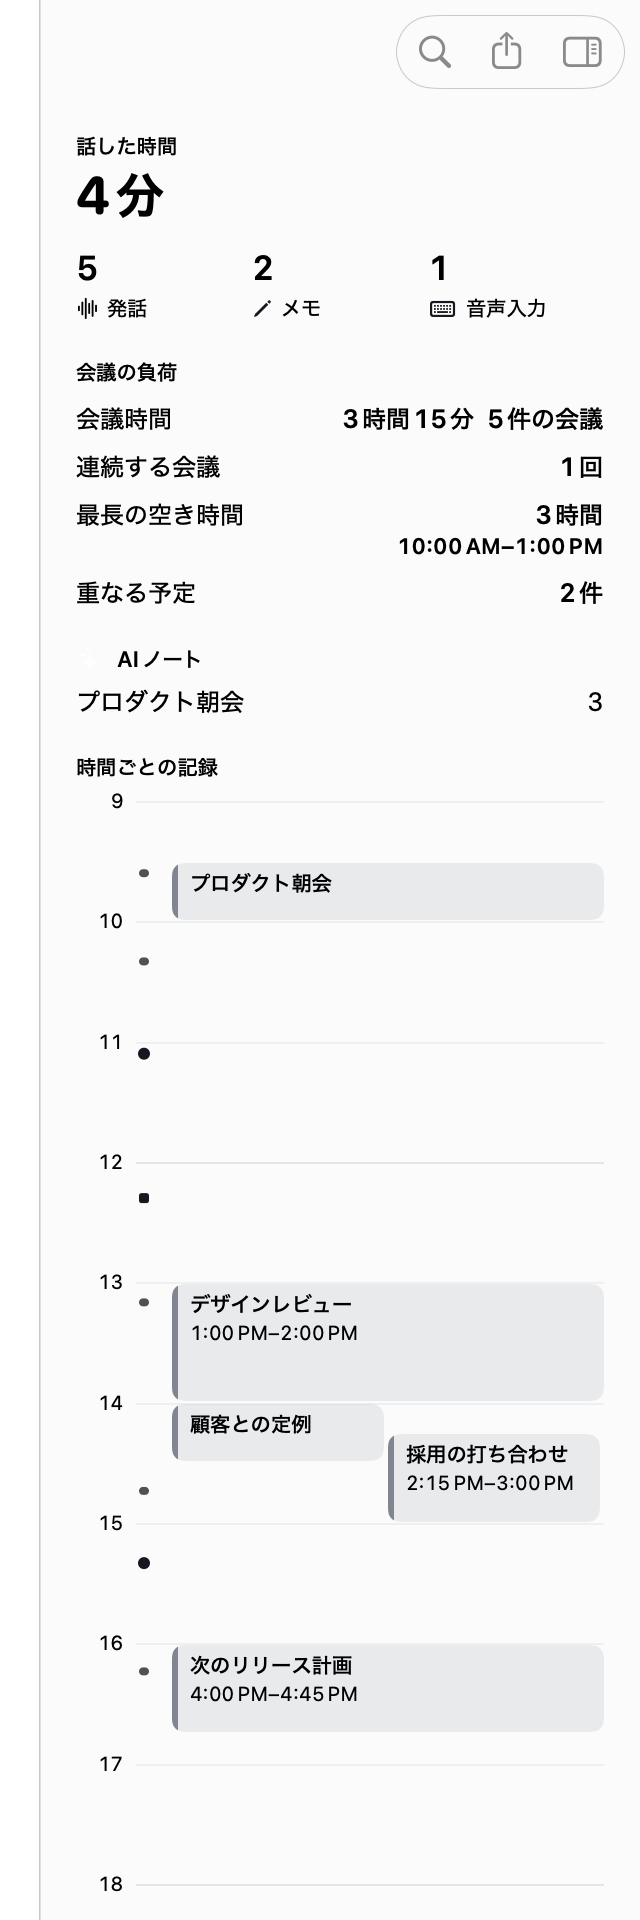 話した時間
4分
5 2 1
発話 メモ 音声入力
会議の負荷
会議時間 3時間15分 5件の会議
連続する会議 1回
最長の空き時間 3時間
10:00 AM–1:00 PM
重なる予定 2件
AIノート
プロダクト朝会 3
時間ごとの記録
9
プロダクト朝会
10
11
12
13
デザインレビュー
1:00 PM–2:00 PM
14
顧客との定例
採用の打ち合わせ
2:15 PM–3:00 PM
15
16
次のリリース計画
4:00 PM–4:45 PM
17
18